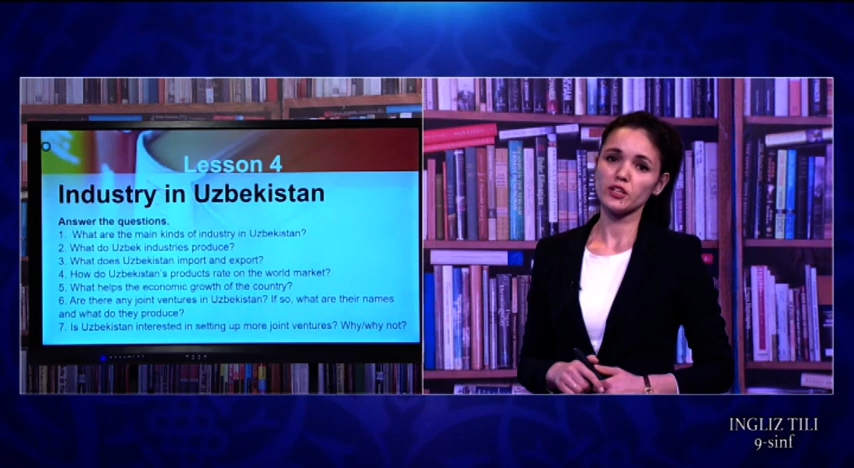 Lesson 4
Industry in Uzbekistan
Answer the questions.
1. What are the main kinds of industry in Uzbekistan?
2. What do Uzbek industries produce?
3. What does Uzbekistan import and export?
4. How do Uzbekistan's products rate on the world market?
5. What helps the economic growth of the country?
6. Are there any joint ventures in Uzbekistan? If so, what are their names
and what do they produce?
7. Is Uzbekistan interested in setting up more joint ventures? Why/why not?
INGLIZ TILI
9-sinf